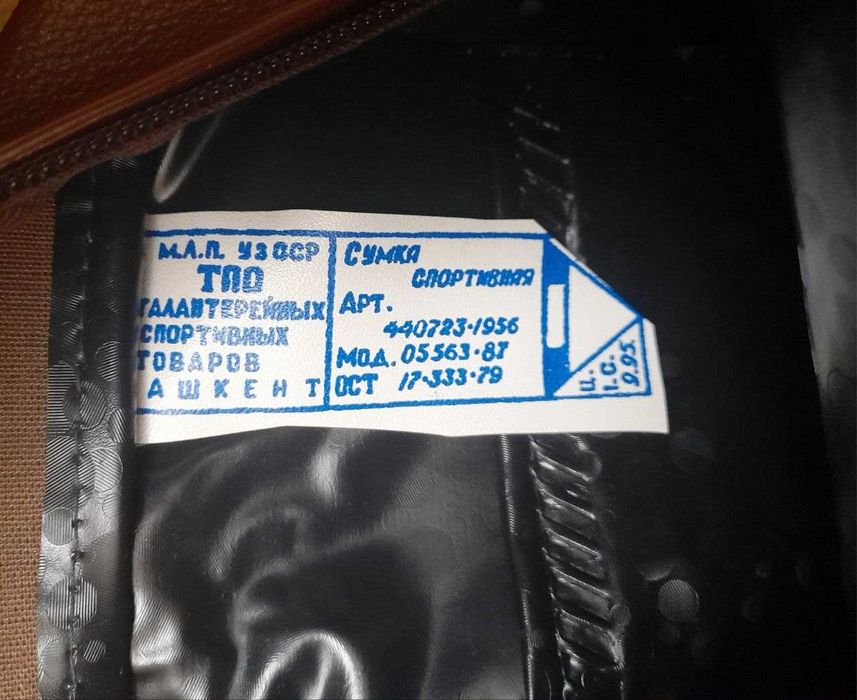 М.Л.П. УЗ ССР
ТПО
ГАЛАНТЕРЕЙНЫХ
СПОРТИВНЫХ
ТОВАРОВ
АШКЕНТ
СУМКА
СПОРТИВНАЯ
АРТ.
440723·1956
МОД. 05563·87
ОСТ 17·333·79
Ц.
I.С.
9.95.